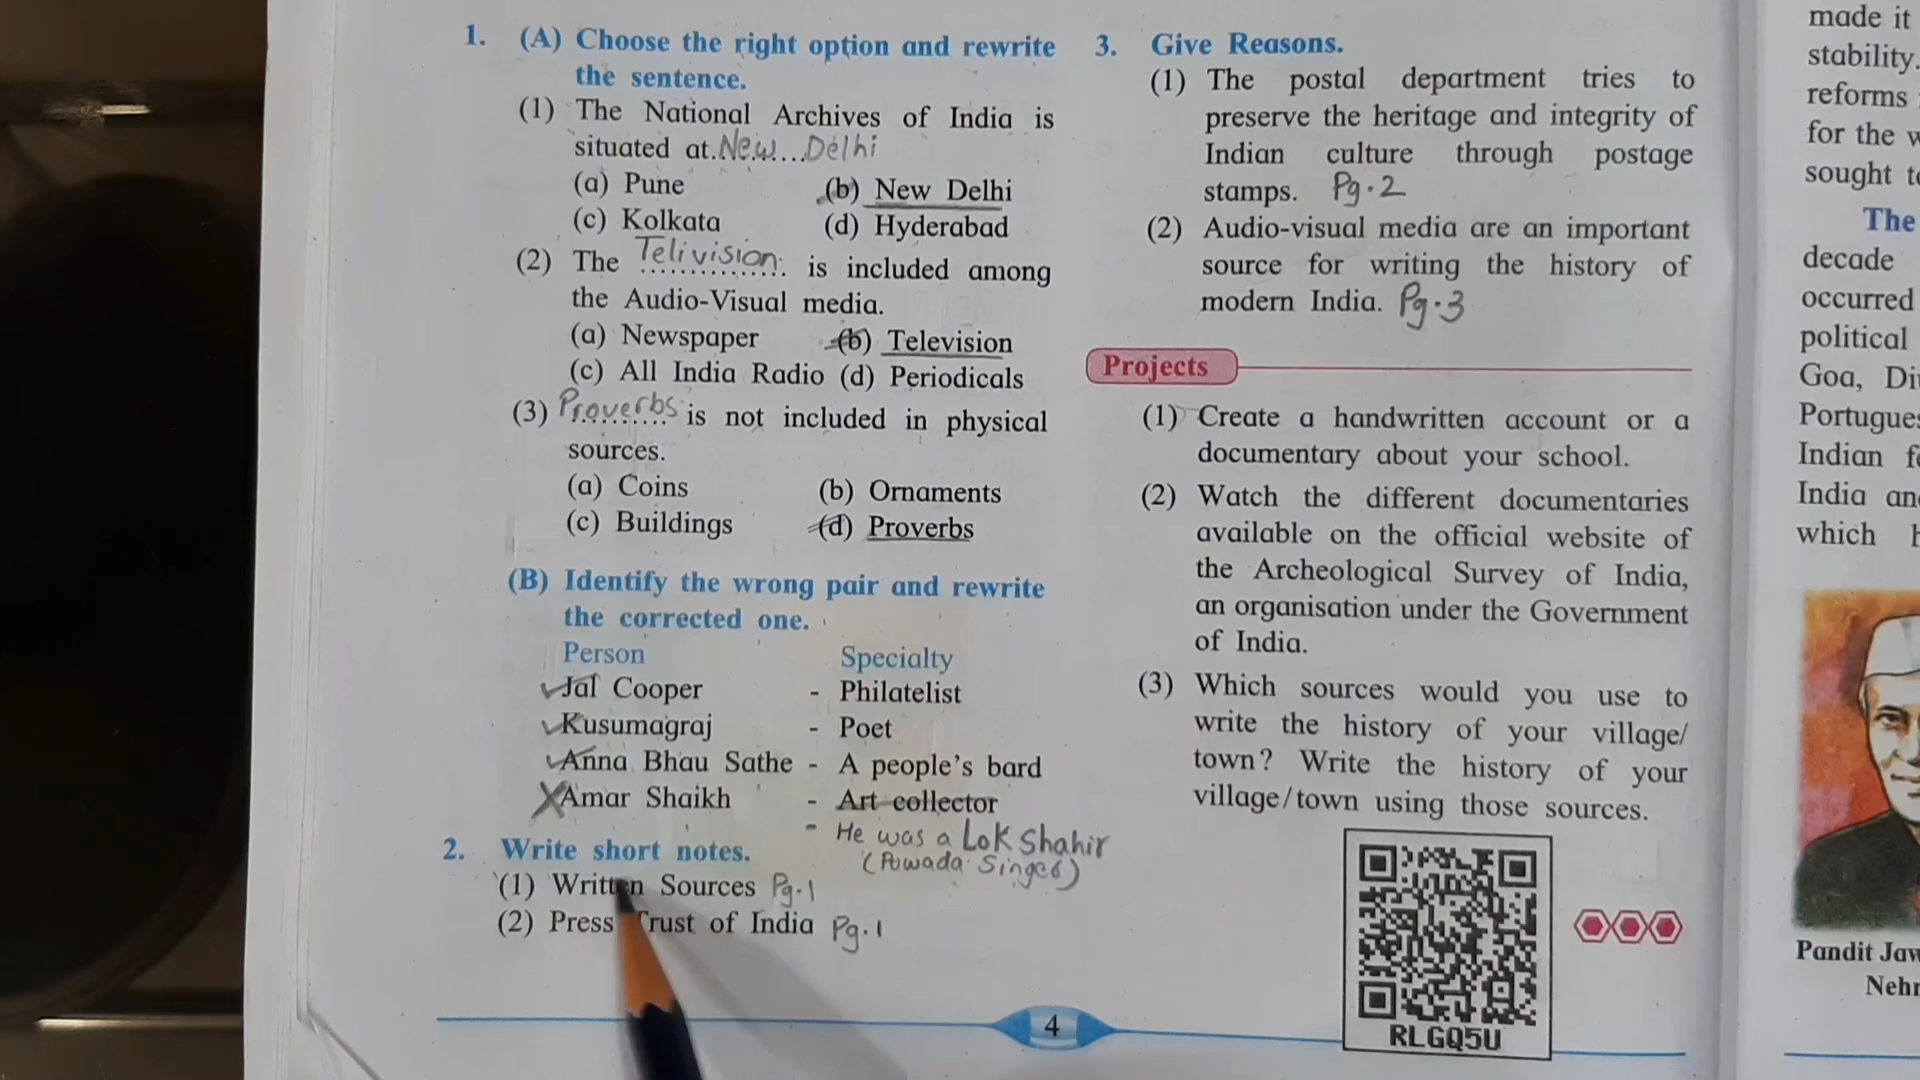 1. (A) Choose the right option and rewrite
the sentence.
(1) The National Archives of India is
situated at.New...Delhi
(a) Pune (b) New Delhi
(c) Kolkata (d) Hyderabad
(2) The Telivision is included among
the Audio-Visual media.
(a) Newspaper (b) Television
(c) All India Radio (d) Periodicals
(3) Proverbs is not included in physical
sources.
(a) Coins (b) Ornaments
(c) Buildings (d) Proverbs
(B) Identify the wrong pair and rewrite
the corrected one.
Person Specialty
Jal Cooper - Philatelist
Kusumagraj - Poet
Anna Bhau Sathe - A people's bard
Amar Shaikh - Art collector
- He was a Lok Shahir
(Powada Singer)
2. Write short notes.
(1) Written Sources Pg.1
(2) Press Trust of India Pg.1
3. Give Reasons.
(1) The postal department tries to
preserve the heritage and integrity of
Indian culture through postage
stamps. Pg.2
(2) Audio-visual media are an important
source for writing the history of
modern India. Pg.3
Projects
(1) Create a handwritten account or a
documentary about your school.
(2) Watch the different documentaries
available on the official website of
the Archeological Survey of India,
an organisation under the Government
of India.
(3) Which sources would you use to
write the history of your village/
town? Write the history of your
village/town using those sources.
RLGQ5U
4
made it
stability.
reforms
for the
sought
The
decade
occurred
political
Goa,
Indian
India
which
Pandit